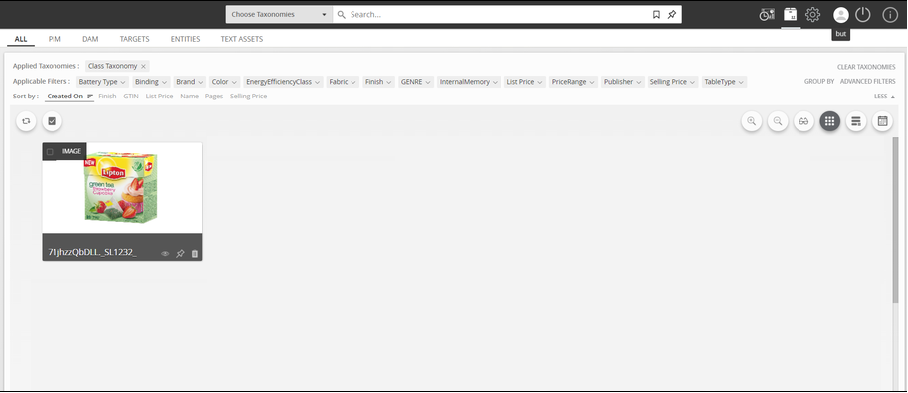 Choose Taxonomies Search...
but
ALL PM DAM TARGETS ENTITIES TEXT ASSETS
Applied Taxonomies : Class Taxonomy CLEAR TAXONOMIES
Applicable Filters : Battery Type Binding Brand Color EnergyEfficiencyClass Fabric Finish GENRE InternalMemory List Price PriceRange Publisher Selling Price TableType GROUP BY ADVANCED FILTERS
Sort by : Created On Finish GTIN List Price Name Pages Selling Price LESS
IMAGE
NEW
Lipton
green tea
Strawberry
Cupcake
71jhzzQbDLL._SL1232_